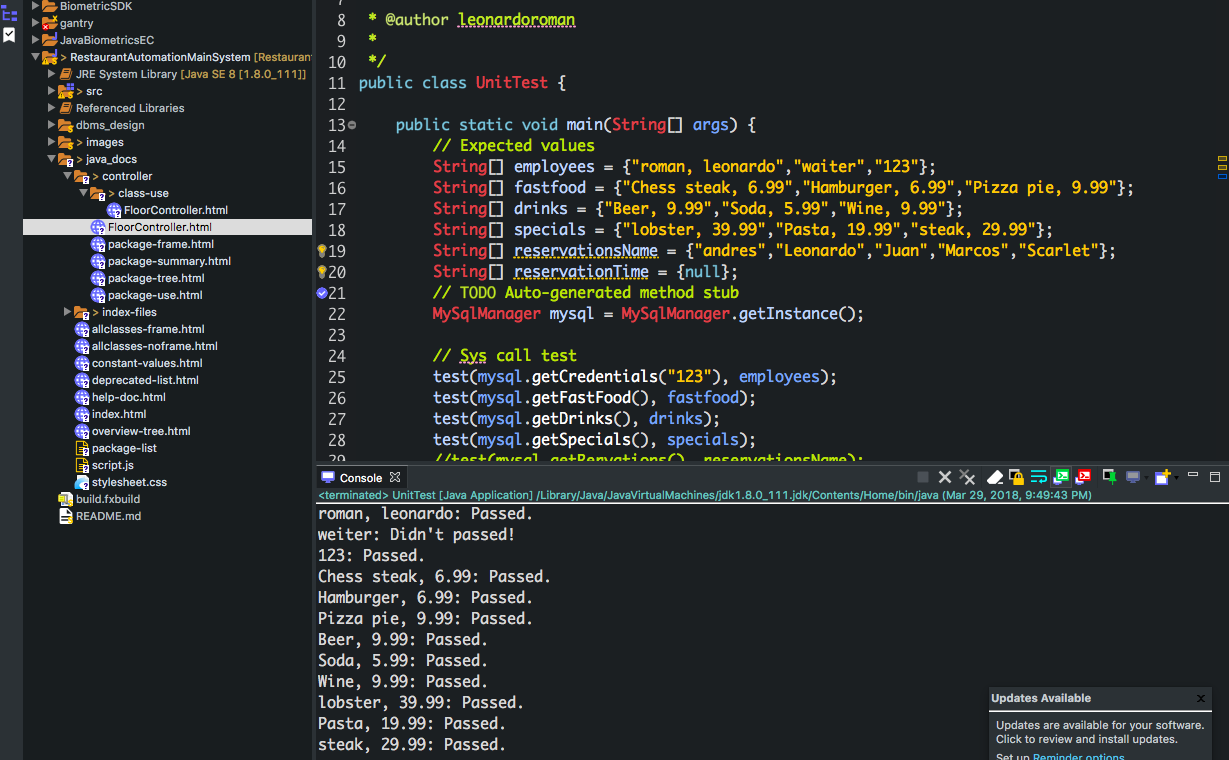 BiometricSDK
> gantry
JavaBiometricsEC
> RestaurantAutomationMainSystem [Restauran
JRE System Library [Java SE 8 [1.8.0_111]]
> src
Referenced Libraries
dbms_design
> images
> java_docs
> controller
> class-use
FloorController.html
FloorController.html
package-frame.html
package-summary.html
package-tree.html
package-use.html
> index-files
allclasses-frame.html
allclasses-noframe.html
constant-values.html
deprecated-list.html
help-doc.html
index.html
overview-tree.html
package-list
script.js
stylesheet.css
build.fxbuild
README.md
7
8 * @author leonardoroman
9 *
10 */
11 public class UnitTest {
12
13 public static void main(String[] args) {
14 // Expected values
15 String[] employees = {"roman, leonardo","waiter","123"};
16 String[] fastfood = {"Chess steak, 6.99","Hamburger, 6.99","Pizza pie, 9.99"};
17 String[] drinks = {"Beer, 9.99","Soda, 5.99","Wine, 9.99"};
18 String[] specials = {"lobster, 39.99","Pasta, 19.99","steak, 29.99"};
19 String[] reservationsName = {"andres","Leonardo","Juan","Marcos","Scarlet"};
20 String[] reservationTime = {null};
21 // TODO Auto-generated method stub
22 MySqlManager mysql = MySqlManager.getInstance();
23
24 // Sys call test
25 test(mysql.getCredentials("123"), employees);
26 test(mysql.getFastFood(), fastfood);
27 test(mysql.getDrinks(), drinks);
28 test(mysql.getSpecials(), specials);
29 //test(mysql.getRervations(), reservationsName);
Console
<terminated> UnitTest [Java Application] /Library/Java/JavaVirtualMachines/jdk1.8.0_111.jdk/Contents/Home/bin/java (Mar 29, 2018, 9:49:43 PM)
roman, leonardo: Passed.
weiter: Didn't passed!
123: Passed.
Chess steak, 6.99: Passed.
Hamburger, 6.99: Passed.
Pizza pie, 9.99: Passed.
Beer, 9.99: Passed.
Soda, 5.99: Passed.
Wine, 9.99: Passed.
lobster, 39.99: Passed.
Pasta, 19.99: Passed.
steak, 29.99: Passed.
Updates Available
Updates are available for your software.
Click to review and install updates.
Set up Reminder options